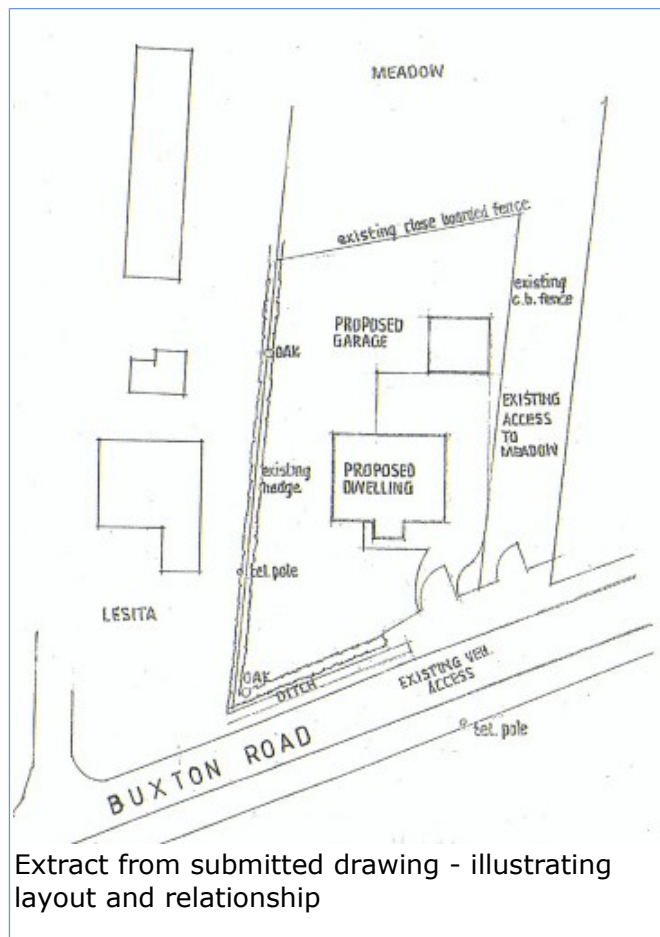 MEADOW
existing close boarded fence
existing
c.b. fence
PROPOSED
GARAGE
OAK
EXISTING
ACCESS
TO
MEADOW
existing
hedge
PROPOSED
DWELLING
tel. pole
LESITA
OAK
DITCH
EXISTING VEH.
ACCESS
tel. pole
BUXTON ROAD
Extract from submitted drawing - illustrating
layout and relationship